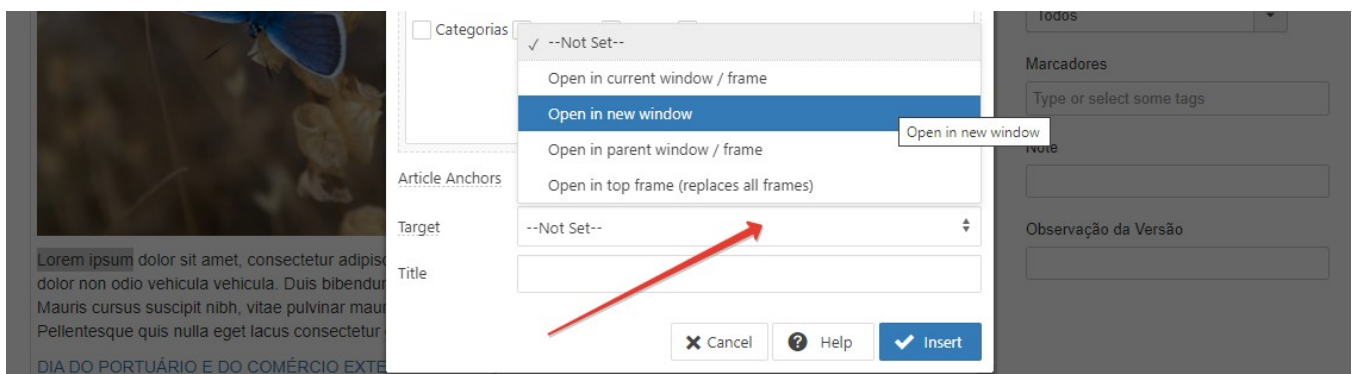 Categorias
✓ --Not Set--
Open in current window / frame
Open in new window
Open in new window
Open in parent window / frame
Open in top frame (replaces all frames)
Article Anchors
Target
--Not Set--
Title
Cancel
Help
Insert
Lorem ipsum dolor sit amet, consectetur
dolor non odio vehicula vehicula. Duis
Mauris cursus suscipit nibh, vitae pulvinar
Pellentesque quis nulla eget lacus consectetur
DIA DO PORTUÁRIO E DO COMÉRCIO
Todos
Marcadores
Type or select some tags
Note
Observação da Versão